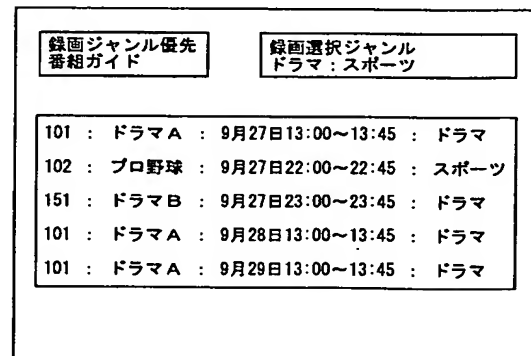 録画ジャンル優先
番組ガイド
録画選択ジャンル
ドラマ：スポーツ
101 : ドラマA : 9月27日13:00~13:45 : ドラマ
102 : プロ野球 : 9月27日22:00~22:45 : スポーツ
151 : ドラマB : 9月27日23:00~23:45 : ドラマ
101 : ドラマA : 9月28日13:00~13:45 : ドラマ
101 : ドラマA : 9月29日13:00~13:45 : ドラマ